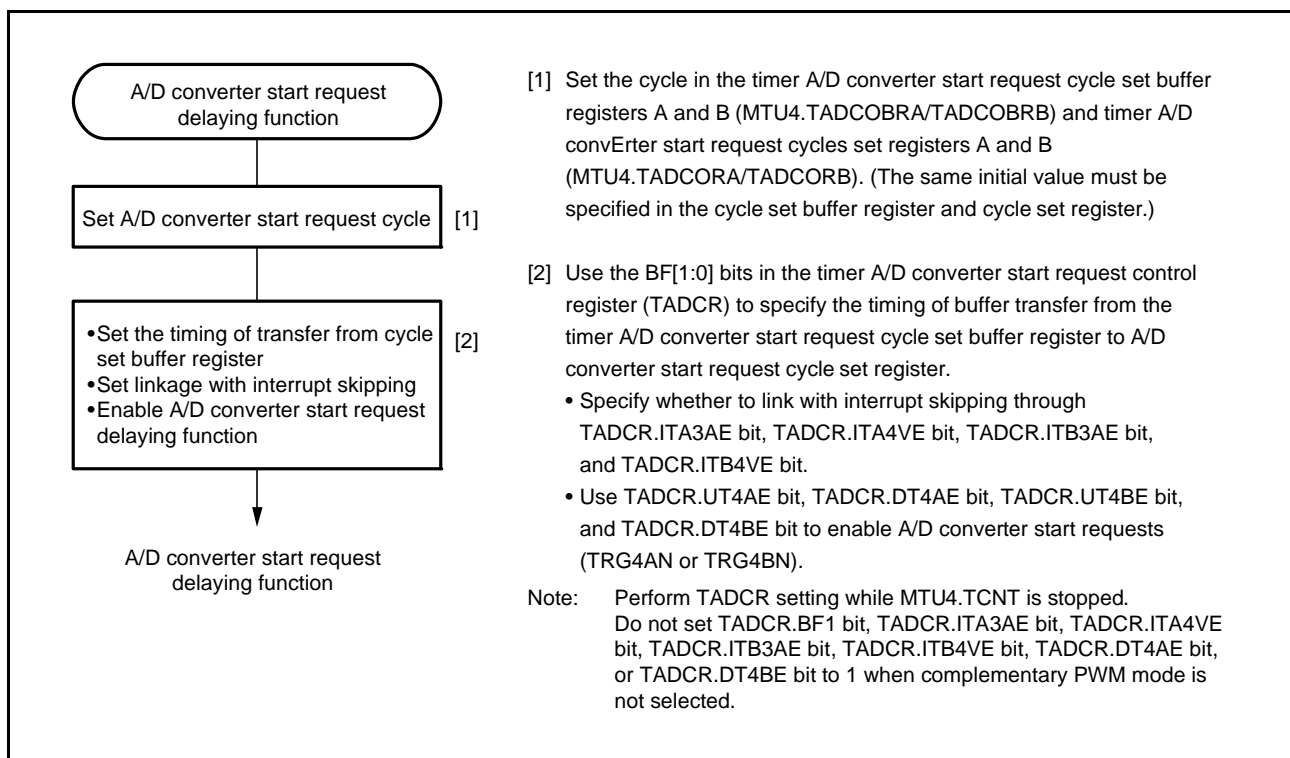 A/D converter start request
delaying function
Set A/D converter start request cycle
[1]
•Set the timing of transfer from cycle
set buffer register
•Set linkage with interrupt skipping
•Enable A/D converter start request
delaying function
[2]
A/D converter start request
delaying function
[1] Set the cycle in the timer A/D converter start request cycle set buffer
registers A and B (MTU4.TADCOBRA/TADCOBRB) and timer A/D
convErter start request cycles set registers A and B
(MTU4.TADCORA/TADCORB). (The same initial value must be
specified in the cycle set buffer register and cycle set register.)
[2] Use the BF[1:0] bits in the timer A/D converter start request control
register (TADCR) to specify the timing of buffer transfer from the
timer A/D converter start request cycle set buffer register to A/D
converter start request cycle set register.
• Specify whether to link with interrupt skipping through
TADCR.ITA3AE bit, TADCR.ITA4VE bit, TADCR.ITB3AE bit,
and TADCR.ITB4VE bit.
• Use TADCR.UT4AE bit, TADCR.DT4AE bit, TADCR.UT4BE bit,
and TADCR.DT4BE bit to enable A/D converter start requests
(TRG4AN or TRG4BN).
Note: Perform TADCR setting while MTU4.TCNT is stopped.
Do not set TADCR.BF1 bit, TADCR.ITA3AE bit, TADCR.ITA4VE
bit, TADCR.ITB3AE bit, TADCR.ITB4VE bit, TADCR.DT4AE bit,
or TADCR.DT4BE bit to 1 when complementary PWM mode is
not selected.